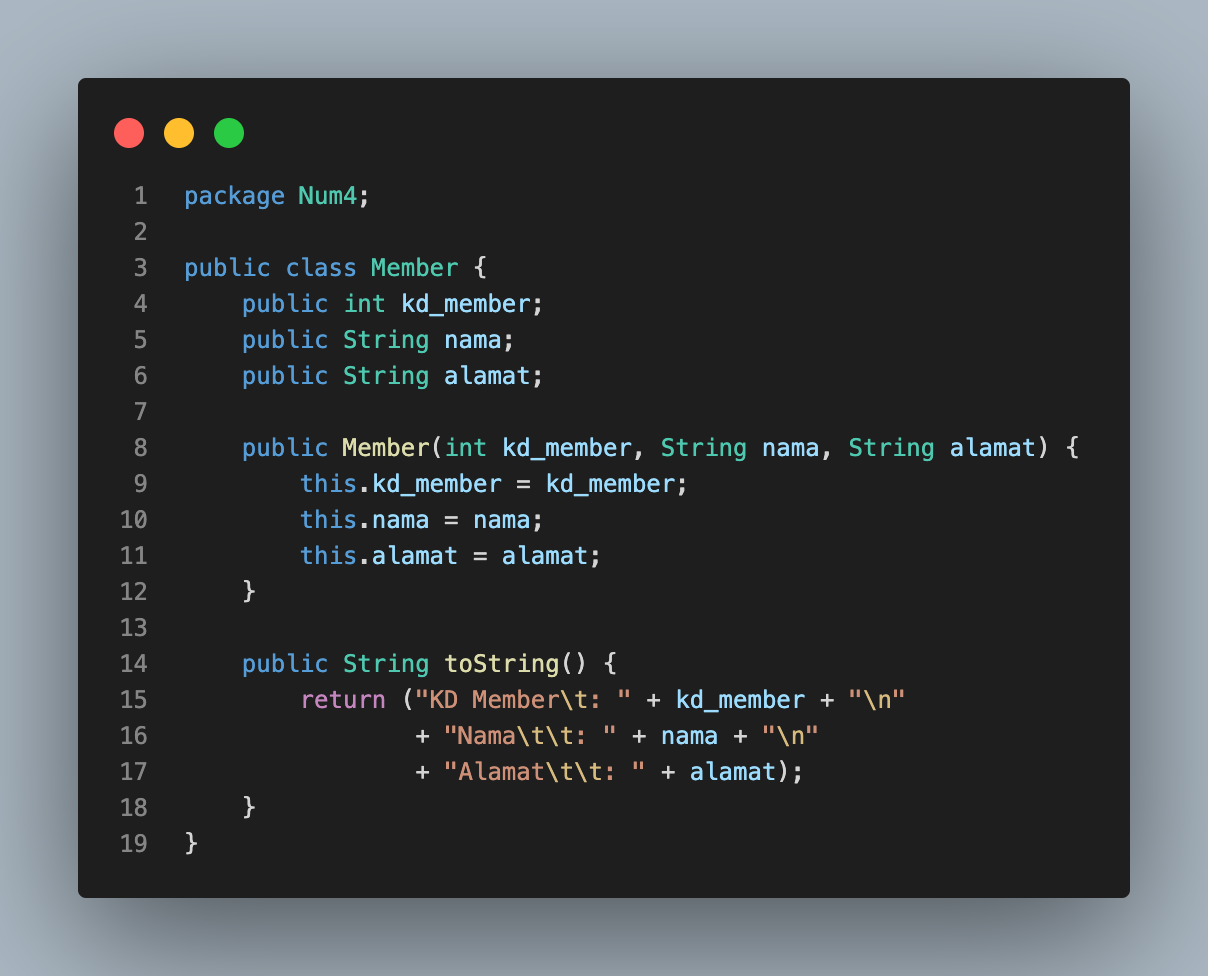 1 package Num4;
2
3 public class Member {
4     public int kd_member;
5     public String nama;
6     public String alamat;
7
8     public Member(int kd_member, String nama, String alamat) {
9         this.kd_member = kd_member;
10         this.nama = nama;
11         this.alamat = alamat;
12     }
13
14     public String toString() {
15         return ("KD Member\t: " + kd_member + "\n"
16                 + "Nama\t\t: " + nama + "\n"
17                 + "Alamat\t\t: " + alamat);
18     }
19 }